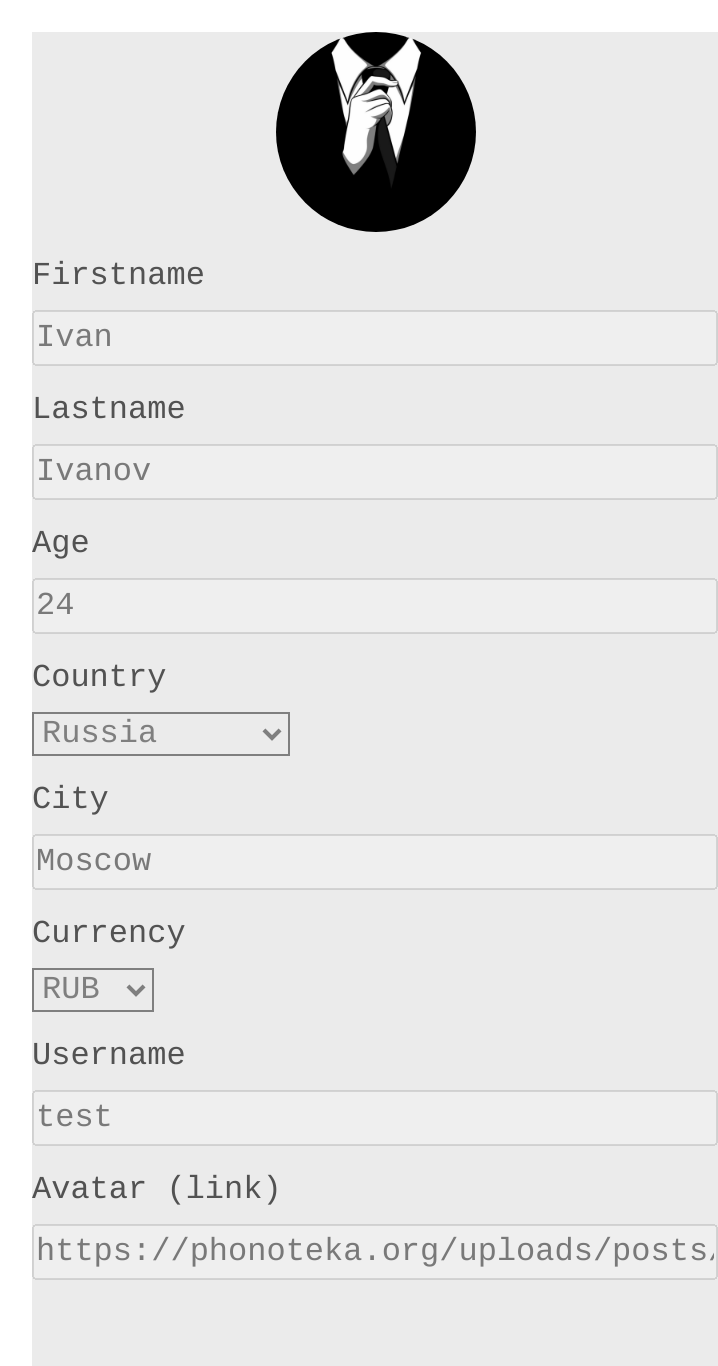 Firstname
Ivan
Lastname
Ivanov
Age
24
Country
Russia
City
Moscow
Currency
RUB
Username
test
Avatar (link)
https://phonoteka.org/uploads/posts/